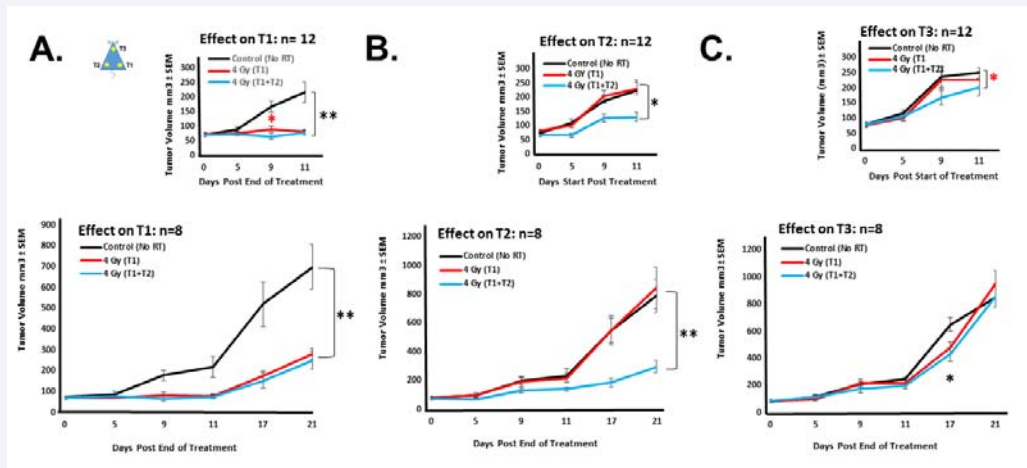 A.
T3
T2
T1
Effect on T1: n= 12
Control (No RT)
4 Gy (T1)
4 Gy (T1+T2)
Tumor Volume mm3 ± SEM
300
250
200
150
100
50
0
*
**
0 5 9 11
Days Post End of Treatment
B.
Effect on T2: n=12
Control (No RT)
4 Gy (T1)
4 Gy (T1+T2)
Tumor Volume mm3 ± SEM
300
250
200
150
100
50
0
*
0 5 9 11
Days Start Post Treatment
C.
Effect on T3: n=12
Control (No RT)
4 Gy (T1
4 Gy (T1+T2)
Tumor Volume (mm3)± SEM
300
250
200
150
100
50
0
*
0 5 9 11
Days Post Start of Treatment
Effect on T1: n=8
Control (No RT)
4 Gy (T1)
4 Gy (T1+T2)
Tumor Volume mm3 ± SEM
900
800
700
600
500
400
300
200
100
0
**
0 5 9 11 17 21
Days Post End of Treatment
Effect on T2: n=8
Control (No RT)
4 Gy (T1)
4 Gy (T1+T2)
Tumor Volume mm3 ± SEM
1200
1000
800
600
400
200
0
**
0 5 9 11 17 21
Days Post End of Treatment
Effect on T3: n=8
Control (No RT)
4 Gy (T1)
4 Gy (T1+T2)
Tumor Volume mm3 ± SEM
1200
1000
800
600
400
200
0
*
0 5 9 11 17 21
Days Post End of Treatment